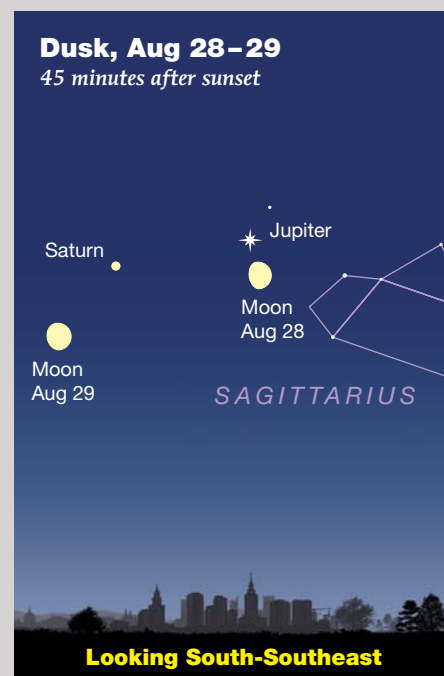 Dusk, Aug 28–29
45 minutes after sunset
Jupiter
Saturn
Moon
Aug 28
Moon
Aug 29
SAGITTARIUS
Looking South-Southeast